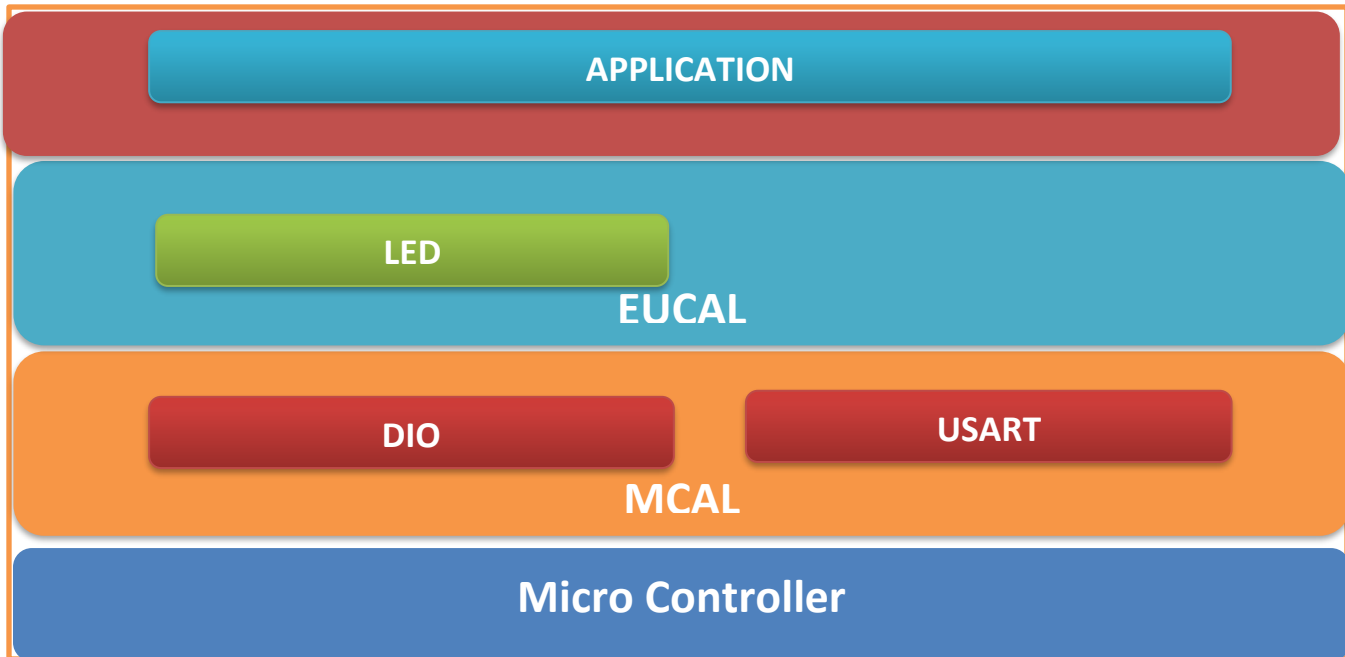 APPLICATION
LED
EUCAL
DIO
USART
MCAL
Micro Controller